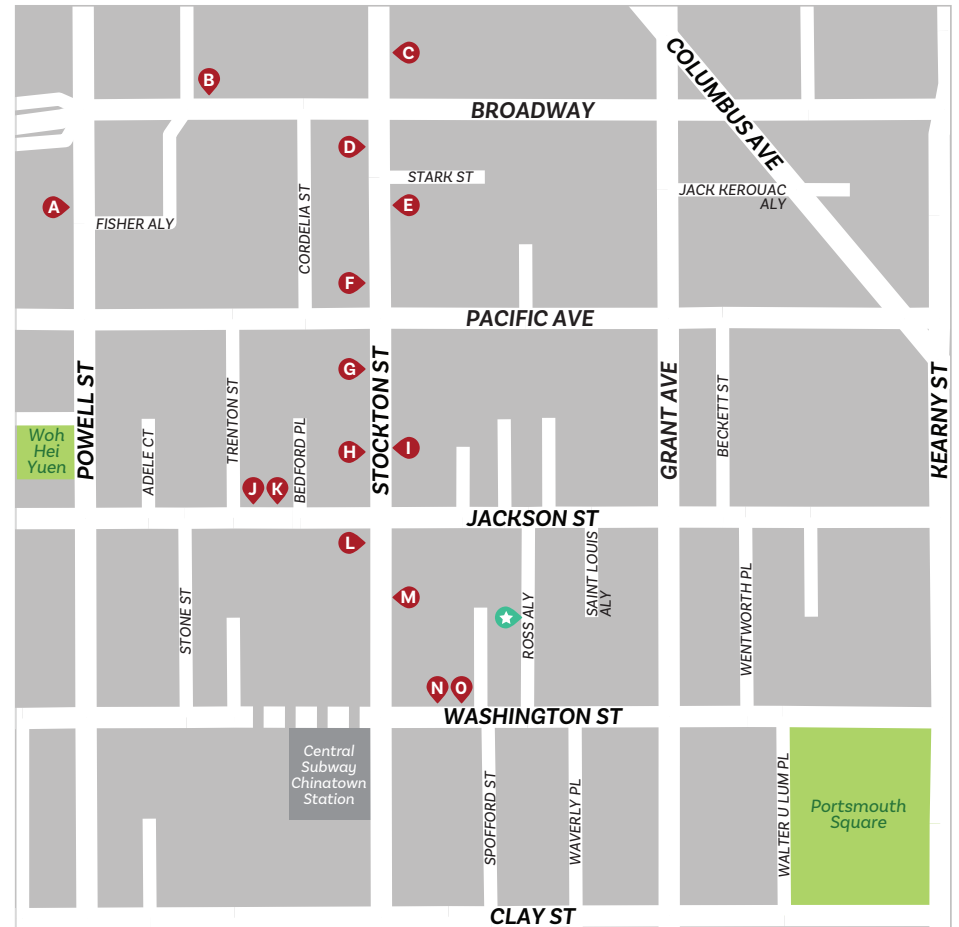 C
B
BROADWAY
COLUMBUS AVE
D
STARK ST
JACK KEROUAC
ALY
A
E
FISHER ALY
CORDELIA ST
F
PACIFIC AVE
POWELL ST
TRENTON ST
G
STOCKTON ST
GRANT AVE
BECKETT ST
KEARNY ST
Woh
Hei
Yuen
ADELE CT
BEDFORD PL
H
I
J
K
JACKSON ST
L
STONE ST
M
ROSS ALY
SAINT LOUIS
ALY
WENTWORTH PL
N
O
WASHINGTON ST
Central
Subway
Chinatown
Station
SPOFFORD ST
WAVERLY PL
WALTER U LUM PL
Portsmouth
Square
CLAY ST